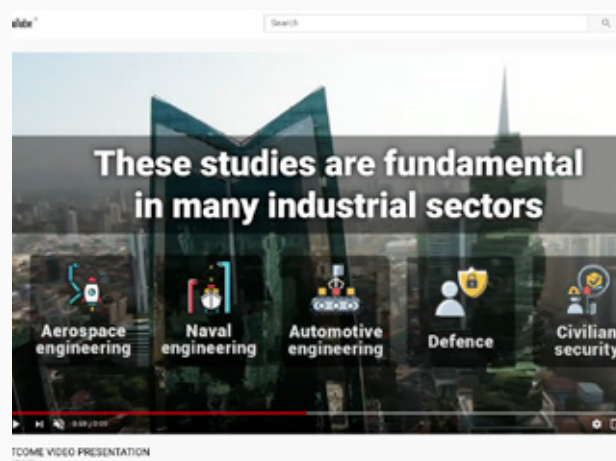 Search
These studies are fundamental
in many industrial sectors
Aerospace
engineering
Naval
engineering
Automotive
engineering
Defence
Civilian
security
TCOME VIDEO PRESENTATION